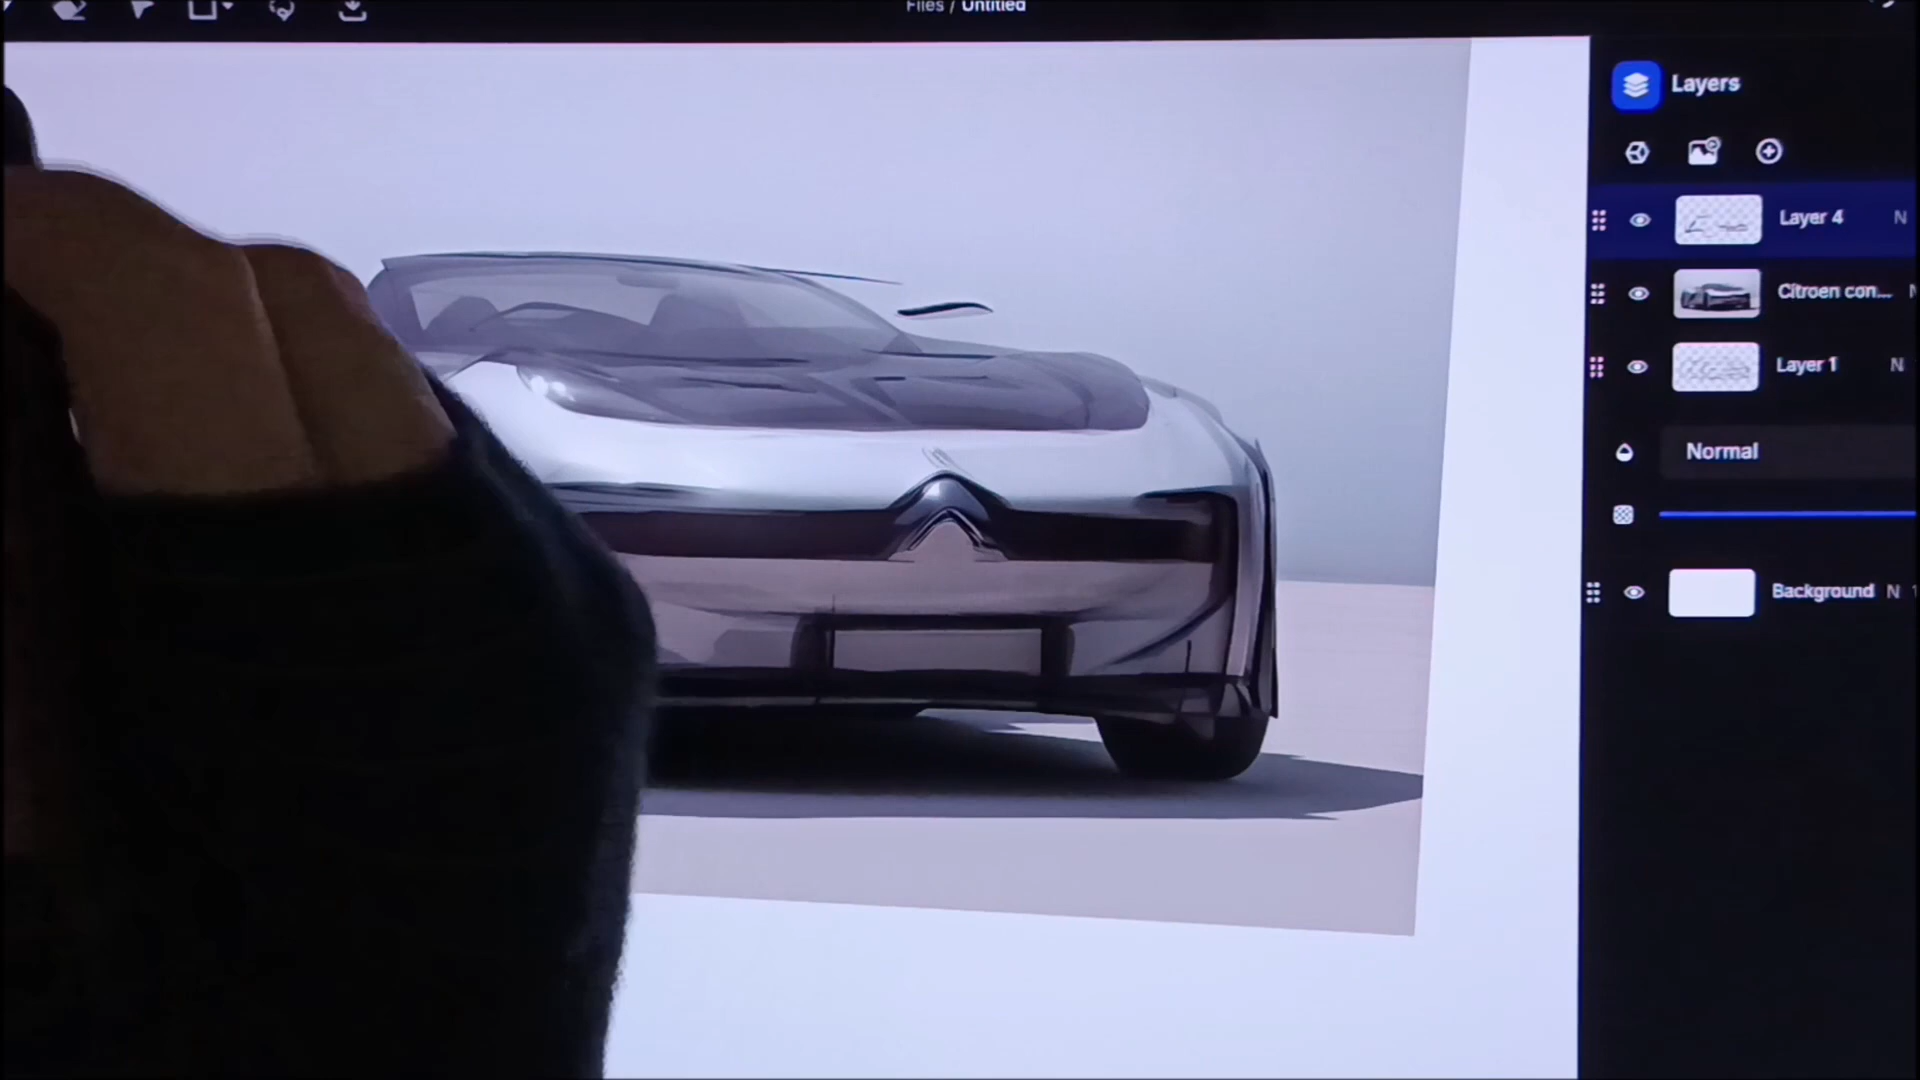 Files / Untitled
Layers
Layer 4 N
Citroen con...
Layer 1 N
Normal
Background N